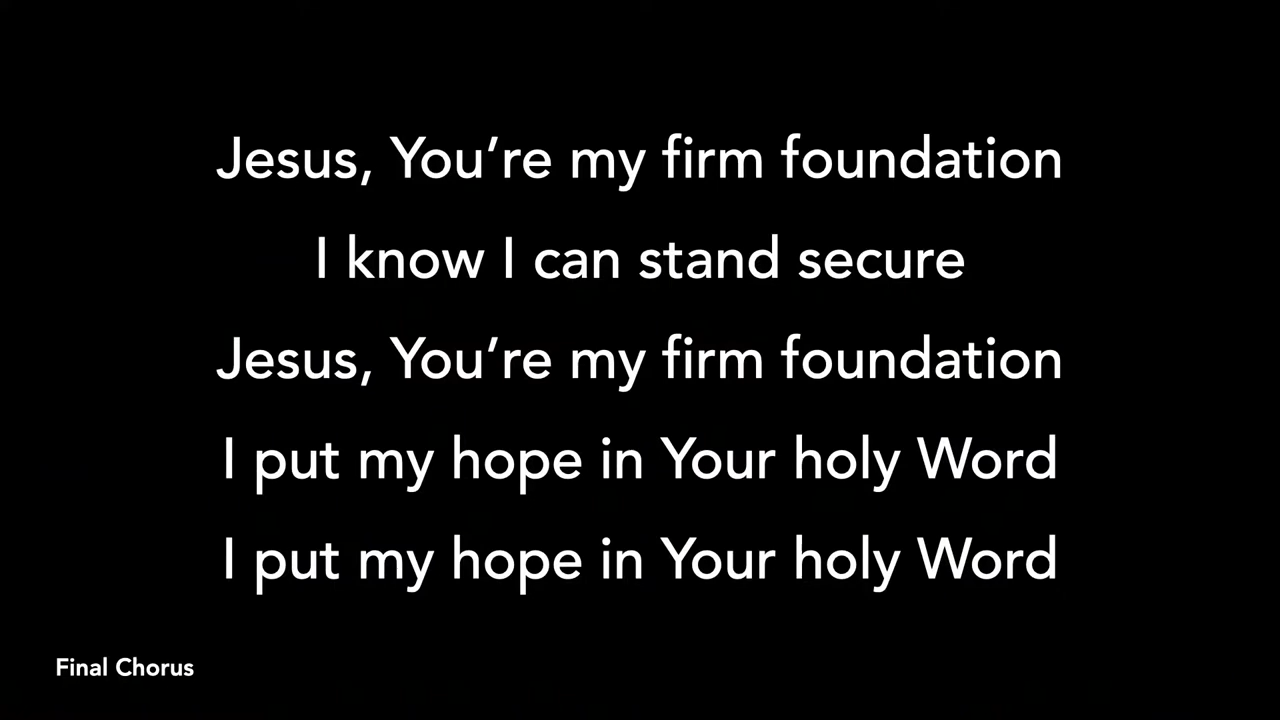 Jesus, You’re my firm foundation
I know I can stand secure
Jesus, You’re my firm foundation
I put my hope in Your holy Word
I put my hope in Your holy Word
Final Chorus